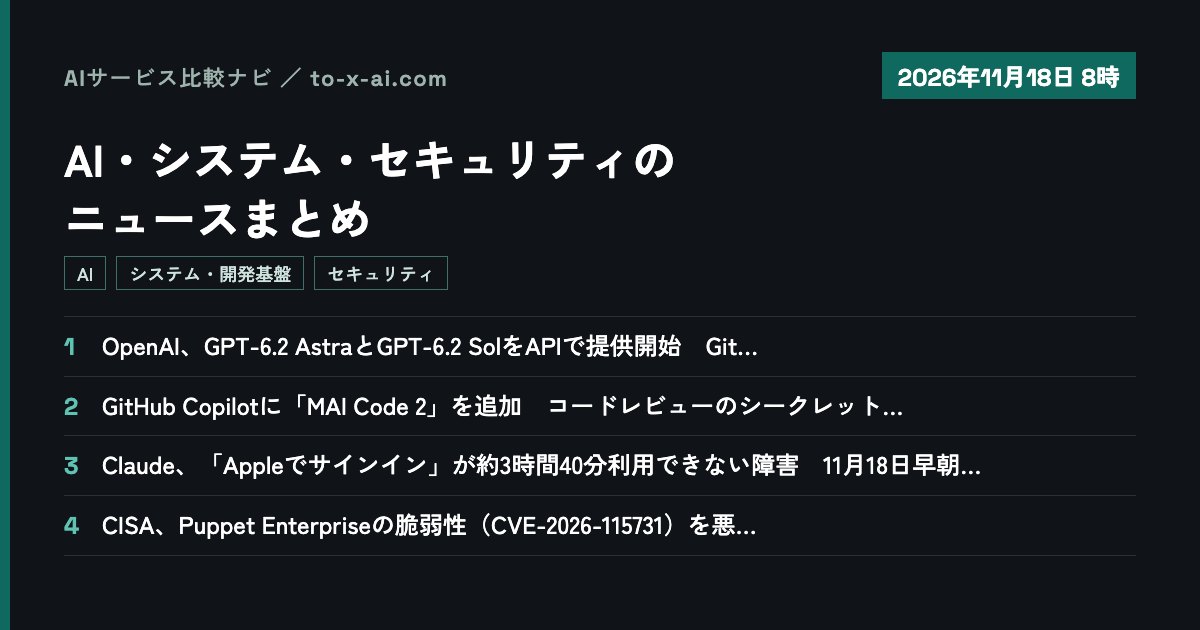 AIサービス比較ナビ ／ to-x-ai.com
2026年11月18日 8時
AI・システム・セキュリティの
ニュースまとめ
AI
システム・開発基盤
セキュリティ
1 OpenAI、GPT-6.2 AstraとGPT-6.2 SolをAPIで提供開始　Git…
2 GitHub Copilotに「MAI Code 2」を追加　コードレビューのシークレット…
3 Claude、「Appleでサインイン」が約3時間40分利用できない障害　11月18日早朝…
4 CISA、Puppet Enterpriseの脆弱性（CVE-2026-115731）を悪…